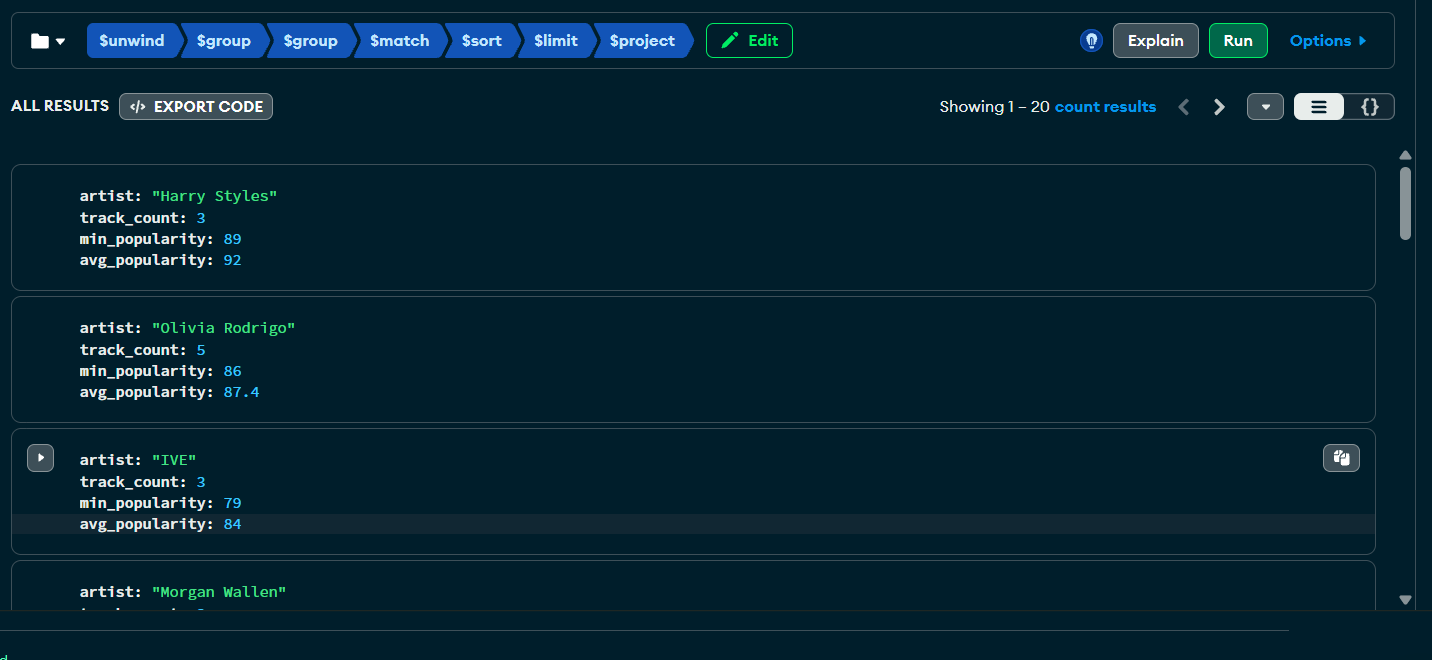 $unwind $group $group $match $sort $limit $project Edit Explain Run Options
ALL RESULTS </> EXPORT CODE Showing 1 – 20 count results {}
artist: "Harry Styles"
track_count: 3
min_popularity: 89
avg_popularity: 92
artist: "Olivia Rodrigo"
track_count: 5
min_popularity: 86
avg_popularity: 87.4
artist: "IVE"
track_count: 3
min_popularity: 79
avg_popularity: 84
artist: "Morgan Wallen"